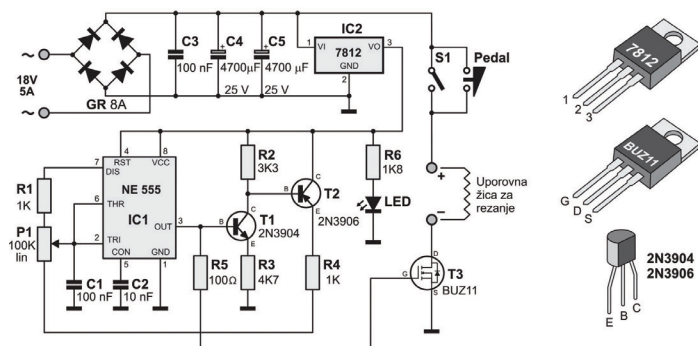 18V
5A
GR 8A
C3
100 nF
C4
4700µF
25 V
C5
4700 µF
25 V
IC2
VI 7812 VO
GND
1
3
2
+
+
S1
Pedal
R1
1K
P1
100K
lin
7
DIS
4
RST
8
VCC
NE 555
6
THR
IC1
OUT
3
2
TRI
CON
5
GND
1
C1
100 nF
C2
10 nF
R5
100Ω
R2
3K3
B
C
E
T1
2N3904
R3
4K7
B
C
E
T2
2N3906
R4
1K
R6
1K8
LED
+
−
Uporovna
žica za
rezanje
G
D
S
T3
BUZ11
7812
1
2
3
BUZ11
G
D
S
2N3904
2N3906
E
B
C